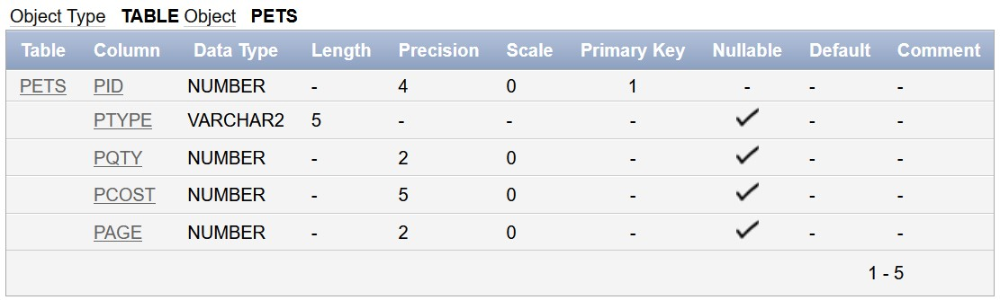 Object Type TABLE Object PETS
Table Column Data Type Length Precision Scale Primary Key Nullable Default Comment
PETS PID NUMBER - 4 0 1 - - -
PTYPE VARCHAR2 5 - - - ✓ - -
PQTY NUMBER - 2 0 - ✓ - -
PCOST NUMBER - 5 0 - ✓ - -
PAGE NUMBER - 2 0 - ✓ - -
1 - 5